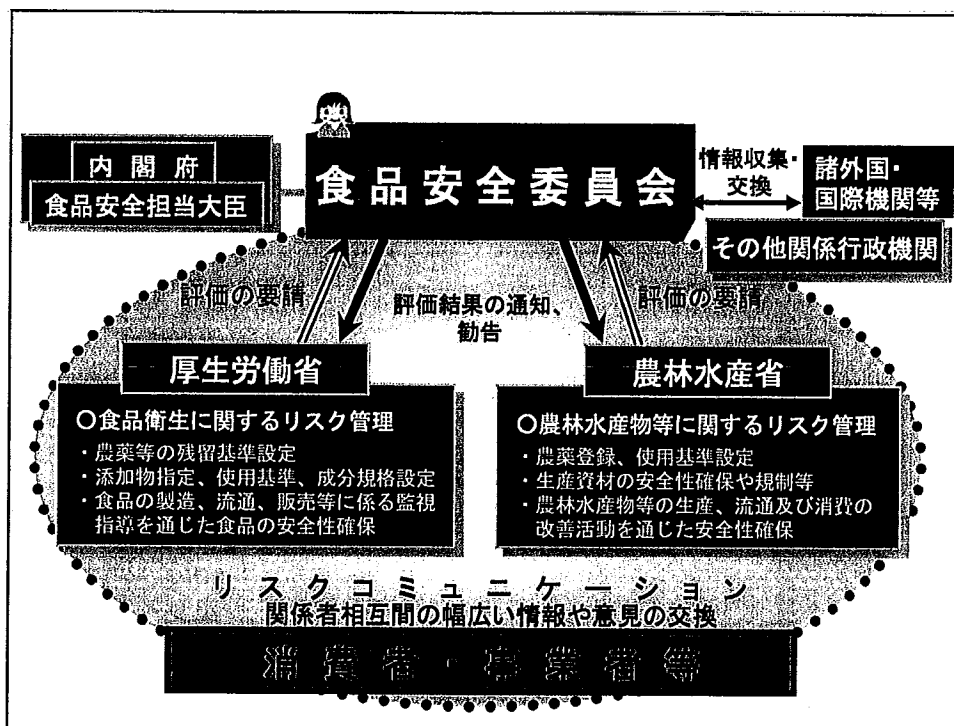 内閣府
食品安全担当大臣
食品安全委員会
情報収集・
交換
諸外国・
国際機関等
その他関係行政機関
評価の要請
評価結果の通知、
勧告
評価の要請
厚生労働省
○食品衛生に関するリスク管理
・農薬等の残留基準設定
・添加物指定、使用基準、成分規格設定
・食品の製造、流通、販売等に係る監視
指導を通じた食品の安全性確保
農林水産省
○農林水産物等に関するリスク管理
・農薬登録、使用基準設定
・生産資材の安全性確保や規制等
・農林水産物等の生産、流通及び消費の
改善活動を通じた安全性確保
リスクコミュニケーション
関係者相互間の幅広い情報や意見の交換
消費者・事業者等